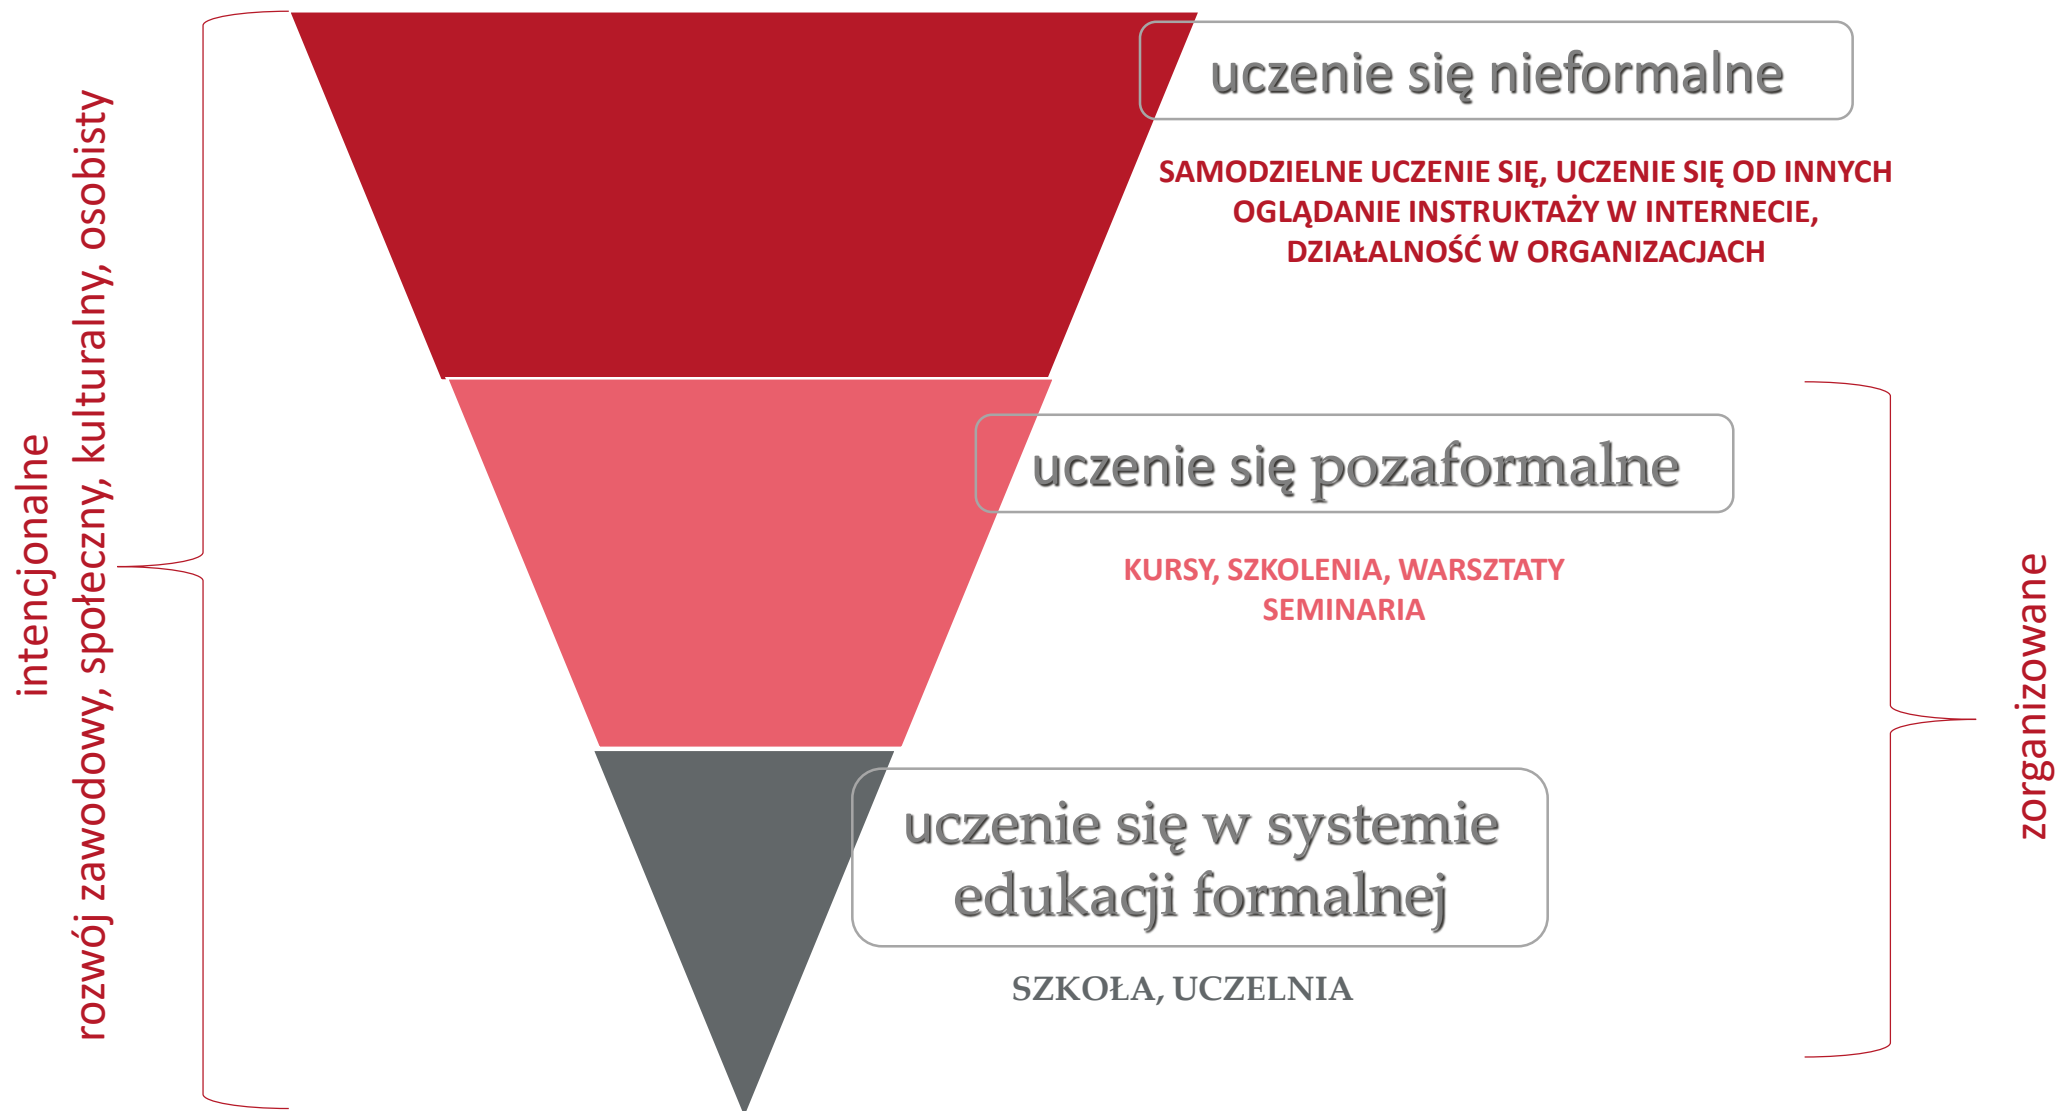 intencjonalne
rozwój zawodowy, społeczny, kulturalny, osobisty
uczenie się nieformalne
SAMODZIELNE UCZENIE SIĘ, UCZENIE SIĘ OD INNYCH
OGLĄDANIE INSTRUKTAŻY W INTERNECIE,
DZIAŁALNOŚĆ W ORGANIZACJACH
uczenie się pozaformalne
KURSY, SZKOLENIA, WARSZTATY
SEMINARIA
uczenie się w systemie
edukacji formalnej
SZKOŁA, UCZELNIA
zorganizowane